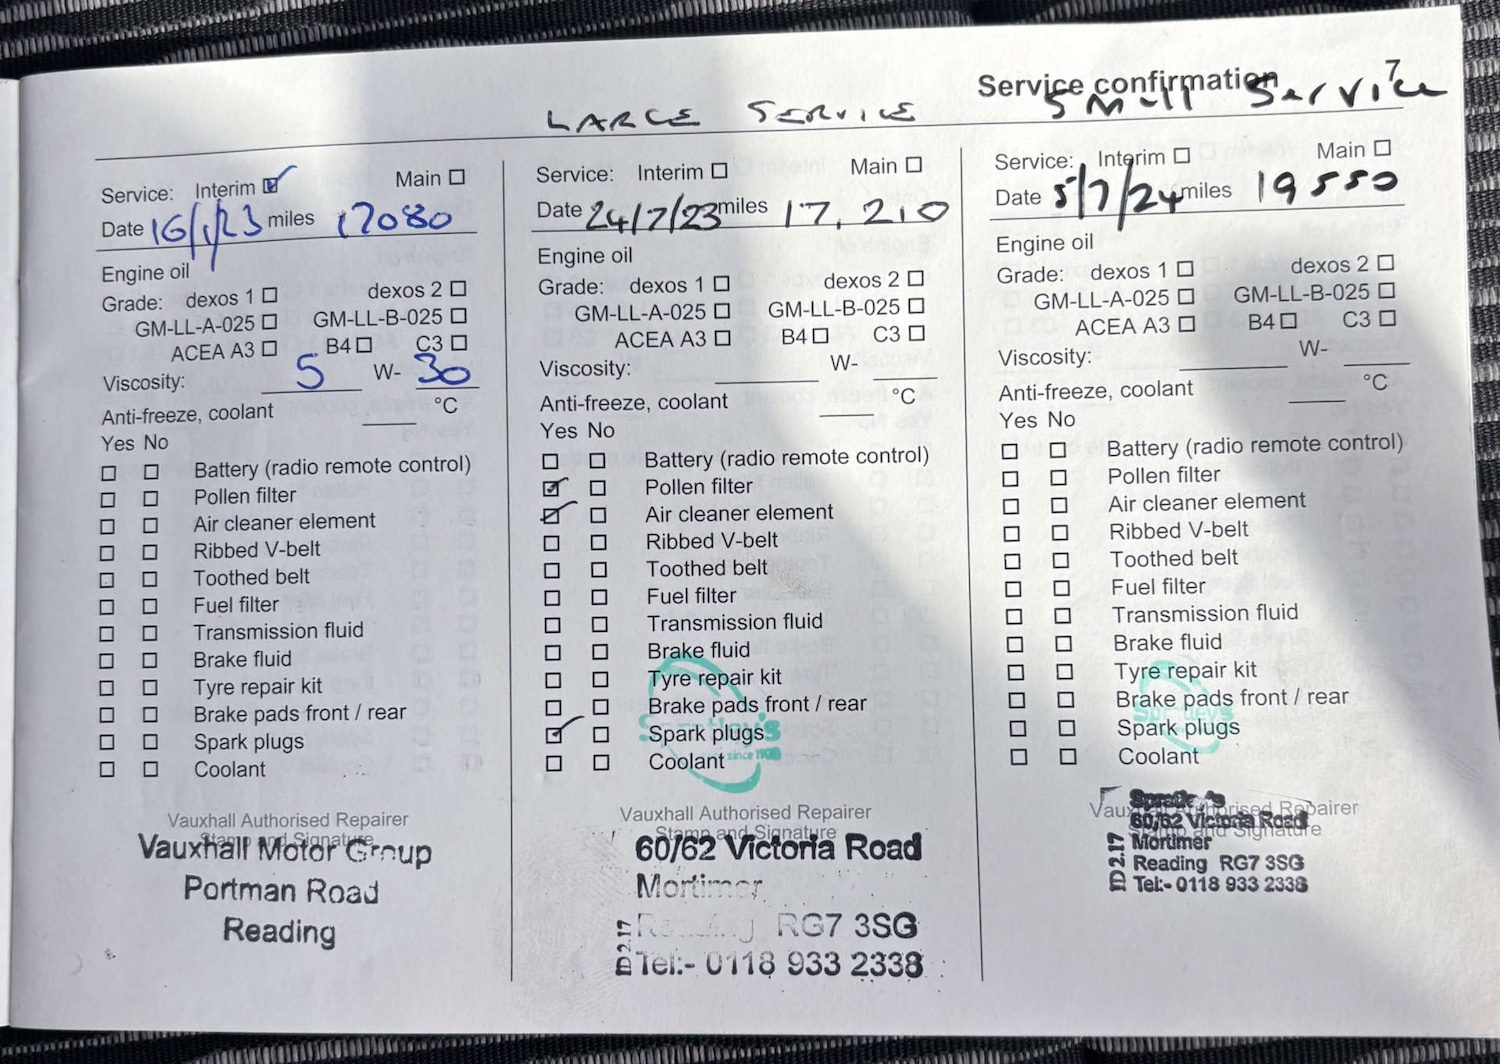 7
Service confirmation
LARGE SERVICE
Small Service
Service: Interim Main
Date 16/1/23 miles 17080
Engine oil
Grade: dexos 1 dexos 2
GM-LL-A-025 GM-LL-B-025
ACEA A3 B4 C3
Viscosity: 5 W- 30
Anti-freeze, coolant °C
Yes No
Battery (radio remote control)
Pollen filter
Air cleaner element
Ribbed V-belt
Toothed belt
Fuel filter
Transmission fluid
Brake fluid
Tyre repair kit
Brake pads front / rear
Spark plugs
Coolant
Vauxhall Authorised Repairer
Stamp and Signature
Vauxhall Motor Group
Portman Road
Reading
Service: Interim Main
Date 24/7/23 miles 17,210
Engine oil
Grade: dexos 1 dexos 2
GM-LL-A-025 GM-LL-B-025
ACEA A3 B4 C3
Viscosity: W-
Anti-freeze, coolant °C
Yes No
Battery (radio remote control)
Pollen filter
Air cleaner element
Ribbed V-belt
Toothed belt
Fuel filter
Transmission fluid
Brake fluid
Tyre repair kit
Brake pads front / rear
Spratley's
Spark plugs
since 1908
Coolant
Vauxhall Authorised Repairer
Stamp and Signature
60/62 Victoria Road
Mortimer
Reading RG7 3SG
Tel:- 0118 933 2338
D2.17
Service: Interim Main
Date 5/7/24 miles 19550
Engine oil
Grade: dexos 1 dexos 2
GM-LL-A-025 GM-LL-B-025
ACEA A3 B4 C3
Viscosity: W-
Anti-freeze, coolant °C
Yes No
Battery (radio remote control)
Pollen filter
Air cleaner element
Ribbed V-belt
Toothed belt
Fuel filter
Transmission fluid
Brake fluid
Tyre repair kit
Brake pads front / rear
Spratleys
Spark plugs
Coolant
Vauxhall Authorised Repairer
Stamp and Signature
Spratley's
60/62 Victoria Road
Mortimer
Reading RG7 3SG
Tel:- 0118 933 2338
D2.17